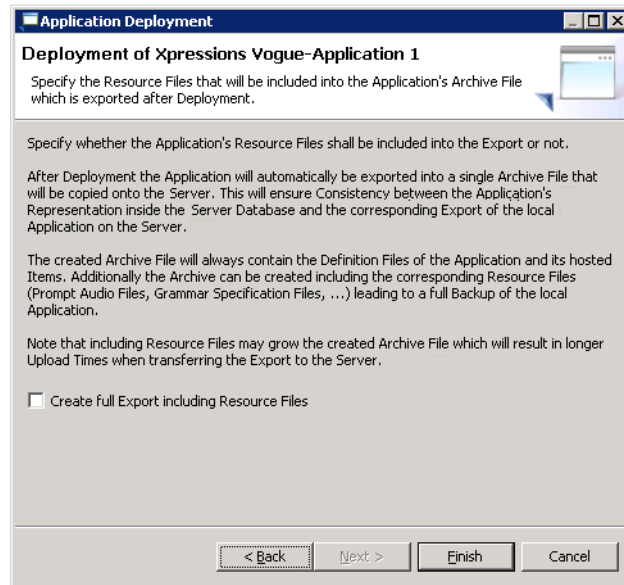 Application Deployment
Deployment of Xpressions Vogue-Application 1
Specify the Resource Files that will be included into the Application's Archive File
which is exported after Deployment.
Specify whether the Application's Resource Files shall be included into the Export or not.
After Deployment the Application will automatically be exported into a single Archive File that
will be copied onto the Server. This will ensure Consistency between the Application's
Representation inside the Server Database and the corresponding Export of the local
Application on the Server.
The created Archive File will always contain the Definition Files of the Application and its hosted
Items. Additionally the Archive can be created including the corresponding Resource Files
(Prompt Audio Files, Grammar Specification Files, ...) leading to a full Backup of the local
Application.
Note that including Resource Files may grow the created Archive File which will result in longer
Upload Times when transferring the Export to the Server.
Create full Export including Resource Files
< Back Next > Finish Cancel